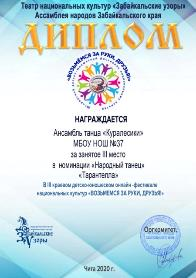 Театр национальных культур «Забайкальские узоры»
Ассамблея народов Забайкальского края
ДИПЛОМ
«ВОЗЬМЕМСЯ ЗА РУКИ, ДРУЗЬЯ»
НАГРАЖДАЕТСЯ
Ансамбль танца «Куралесики»
МБОУ НОШ №37
за занятое III место
в номинации «Народный танец»
«Тарантелла»
В III краевом детско-юношеском онлайн -фестивале
национальных культур «ВОЗЬМЕМСЯ ЗА РУКИ, ДРУЗЬЯ»
Оргкомитет
Забайкальские
Узоры
Чита 2020 г.